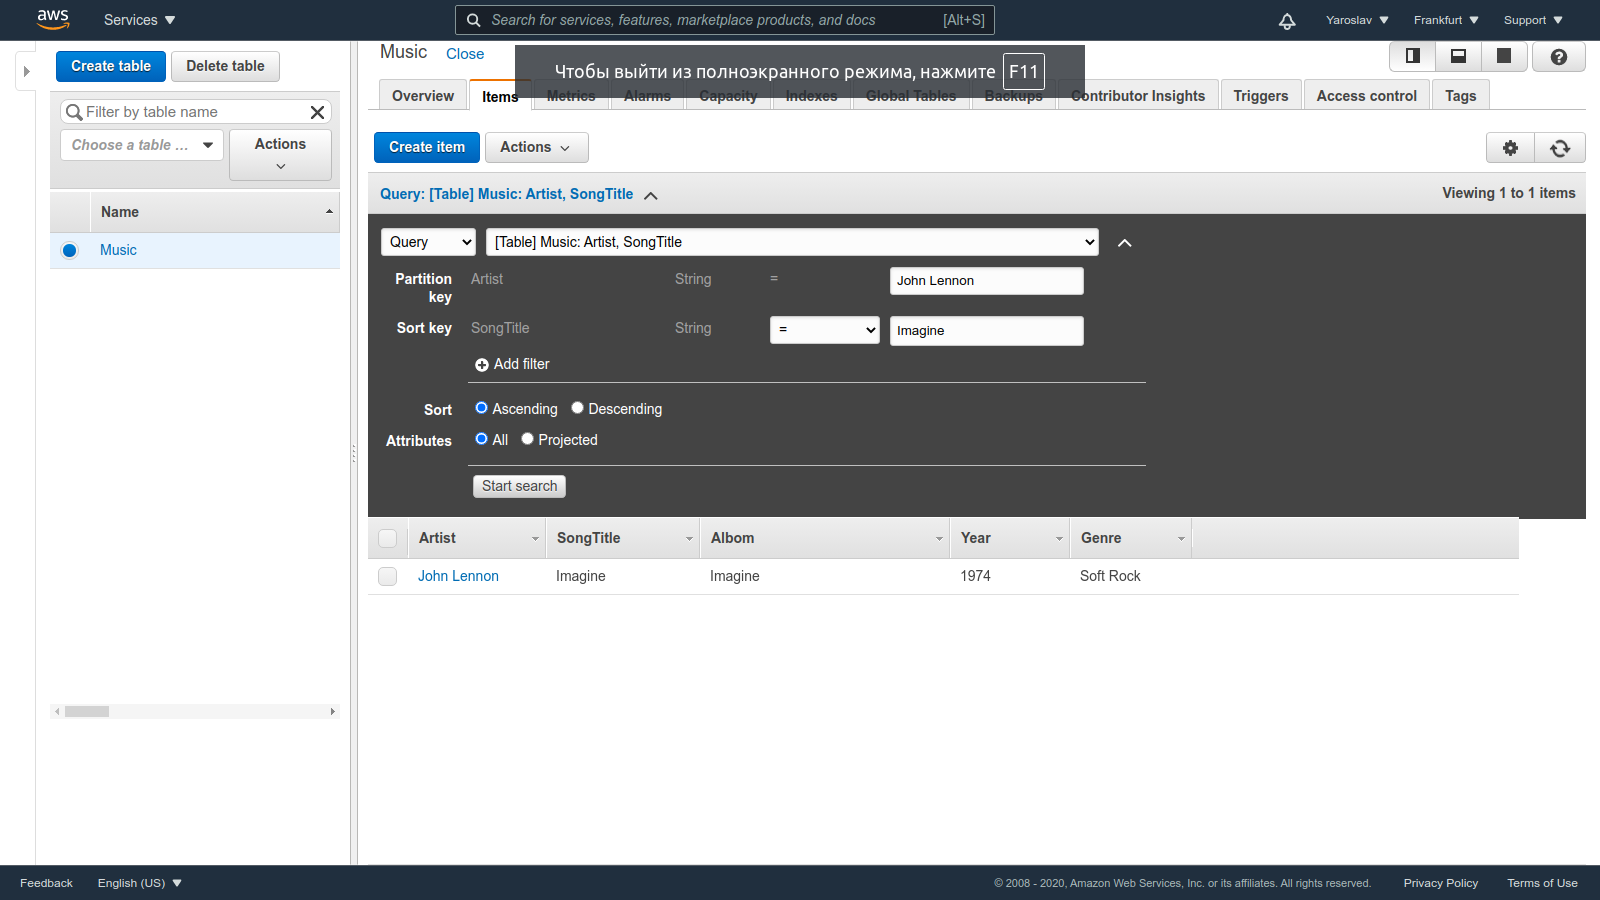 aws Services Search for services, features, marketplace products, and docs [Alt+S] Yaroslav Frankfurt Support
Create table Delete table
Filter by table name
Choose a table ... Actions
Name
Music
Music Close
Чтобы выйти из полноэкранного режима, нажмите F11
Overview Items Metrics Alarms Capacity Indexes Global Tables Backups Contributor Insights Triggers Access control Tags
Create item Actions
Query: [Table] Music: Artist, SongTitle Viewing 1 to 1 items
Query [Table] Music: Artist, SongTitle
Partition key Artist String = John Lennon
Sort key SongTitle String = Imagine
Add filter
Sort Ascending Descending
Attributes All Projected
Start search
Artist SongTitle Albom Year Genre
John Lennon Imagine Imagine 1974 Soft Rock
Feedback English (US) © 2008 - 2020, Amazon Web Services, Inc. or its affiliates. All rights reserved. Privacy Policy Terms of Use